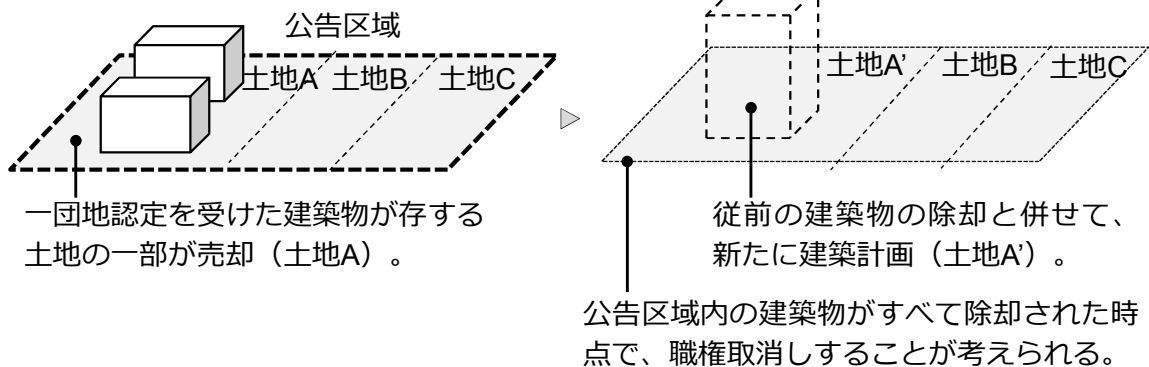 公告区域
土地A
土地B
土地C
一団地認定を受けた建築物が存する
土地の一部が売却（土地A）。
土地A’
土地B
土地C
従前の建築物の除却と併せて、
新たに建築計画（土地A’）。
公告区域内の建築物がすべて除却された時
点で、職権取消しすることが考えられる。